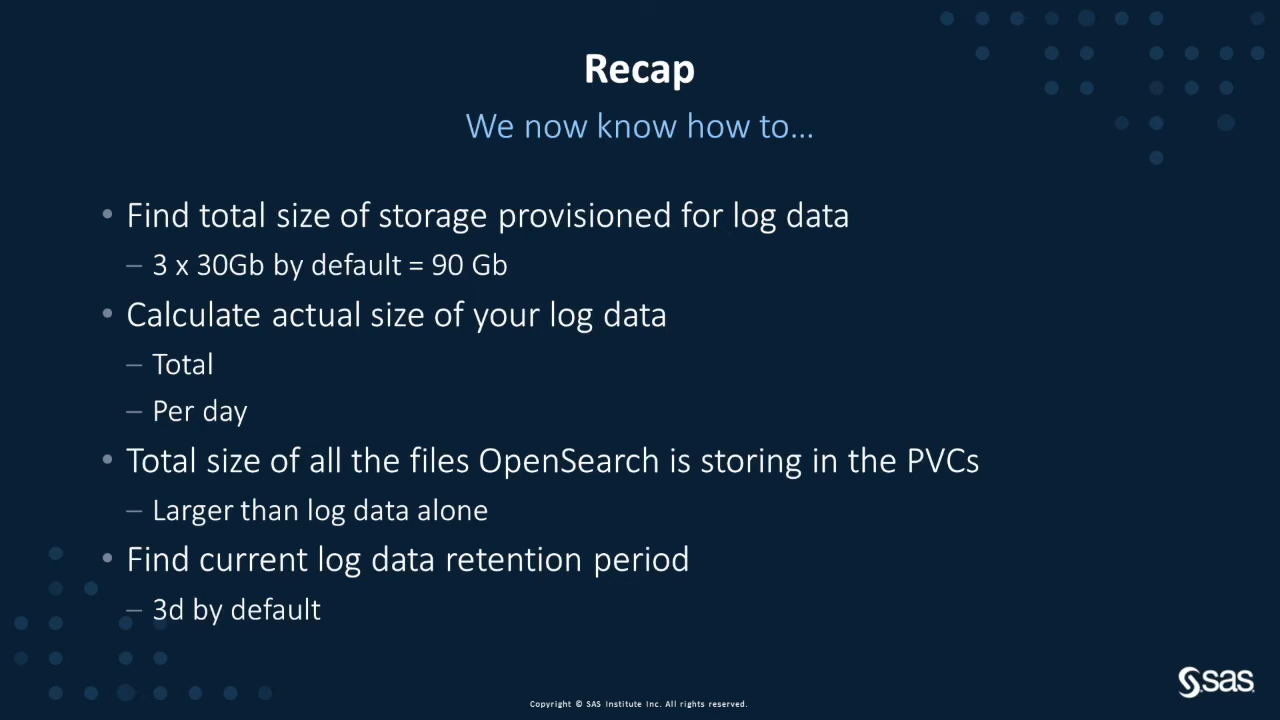 Recap
We now know how to...
• Find total size of storage provisioned for log data
– 3 x 30Gb by default = 90 Gb
• Calculate actual size of your log data
– Total
– Per day
• Total size of all the files OpenSearch is storing in the PVCs
– Larger than log data alone
• Find current log data retention period
– 3d by default
sas
Copyright © SAS Institute Inc. All rights reserved.